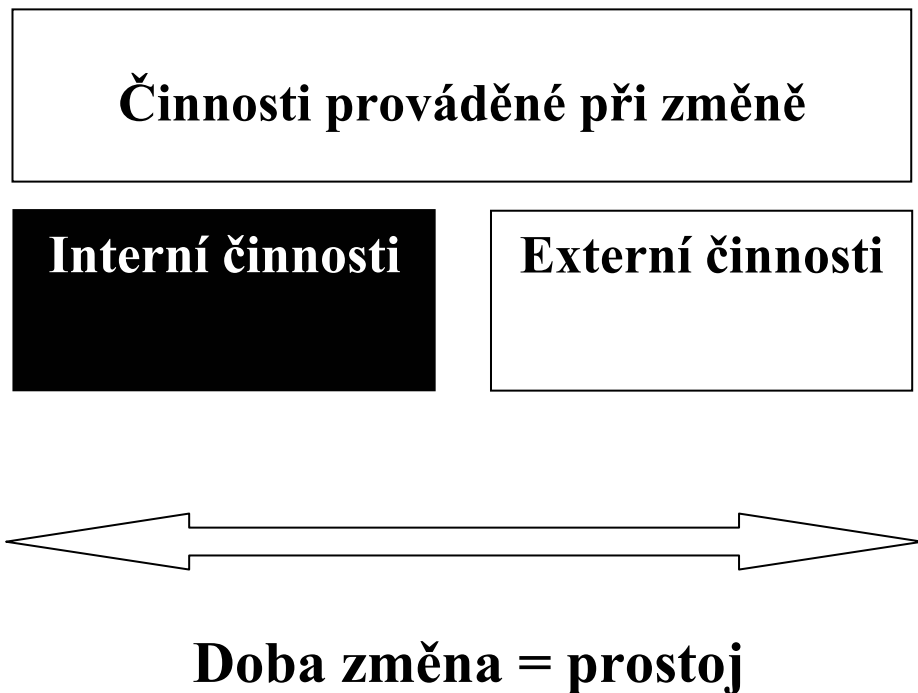 Činnosti prováděné při změně
Interní činnosti
Externí činnosti
Doba změna = prostoj